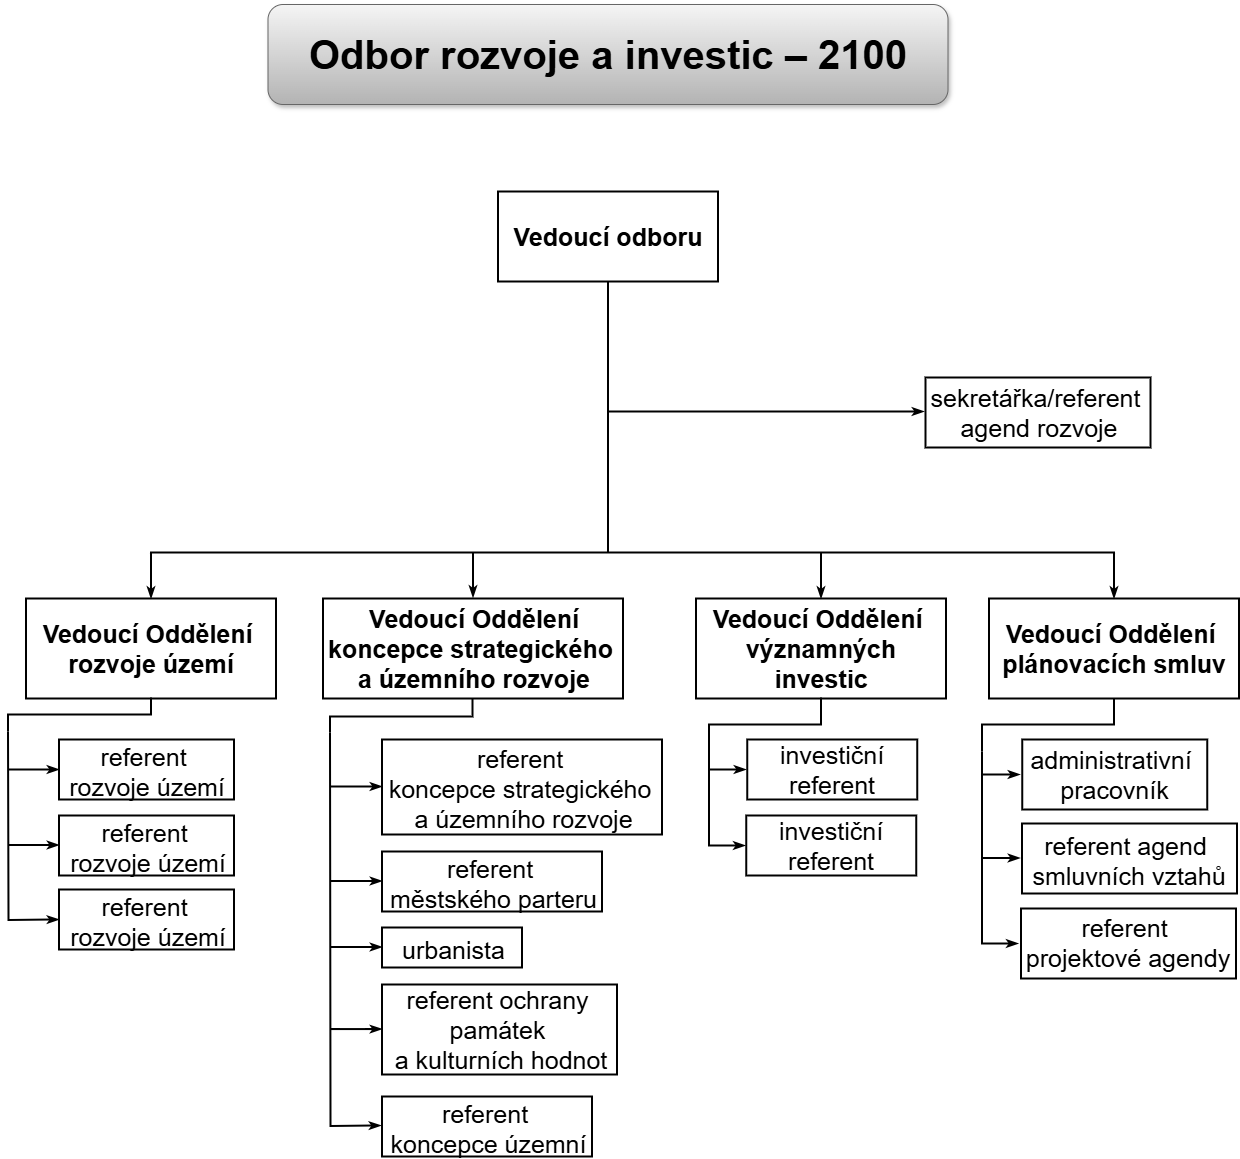 Odbor rozvoje a investic – 2100
Vedoucí odboru
sekretářka/referent
agend rozvoje
Vedoucí Oddělení
rozvoje území
referent
rozvoje území
referent
rozvoje území
referent
rozvoje území
Vedoucí Oddělení
koncepce strategického
a územního rozvoje
referent
koncepce strategického
a územního rozvoje
referent
městského parteru
urbanista
referent ochrany
památek
a kulturních hodnot
referent
koncepce územní
Vedoucí Oddělení
významných
investic
investiční
referent
investiční
referent
Vedoucí Oddělení
plánovacích smluv
administrativní
pracovník
referent agend
smluvních vztahů
referent
projektové agendy